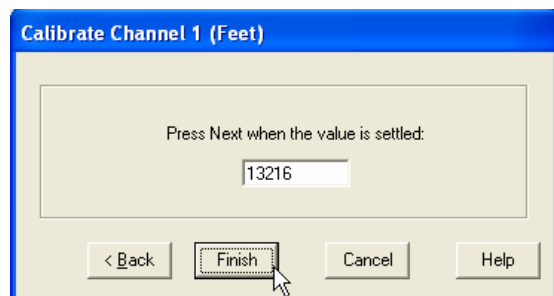 Calibrate Channel 1 (Feet)
Press Next when the value is settled:
13216
< Back Finish Cancel Help